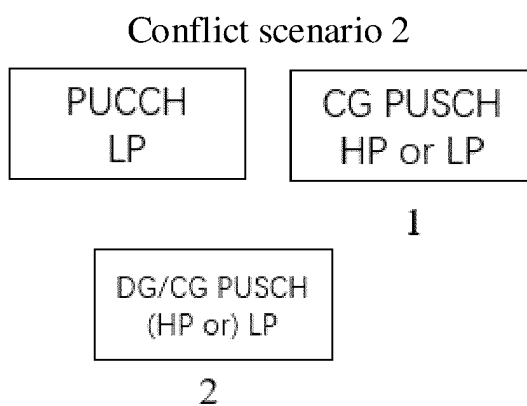 Conflict scenario 2
PUCCH
LP
CG PUSCH
HP or LP
1
DG/CG PUSCH
(HP or) LP
2